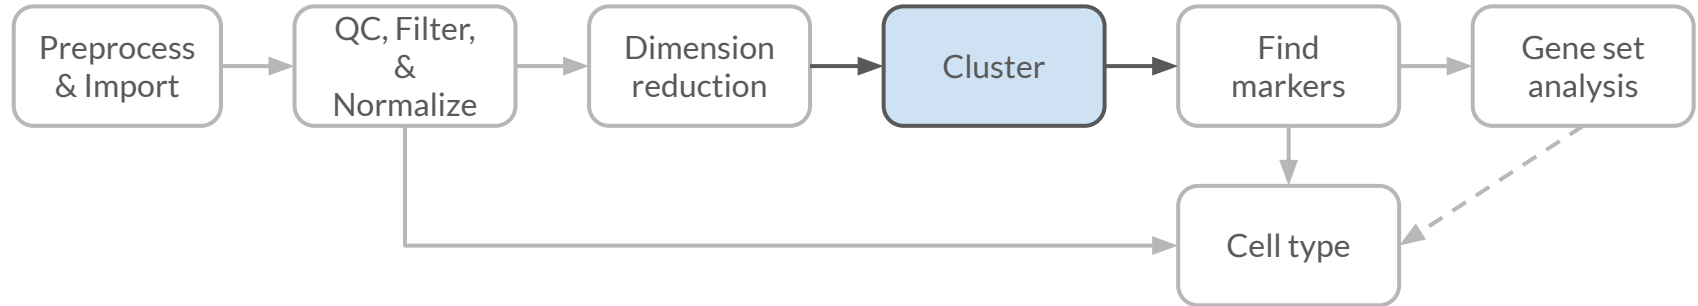 Preprocess
& Import
QC, Filter,
&
Normalize
Dimension
reduction
Cluster
Find
markers
Gene set
analysis
Cell type